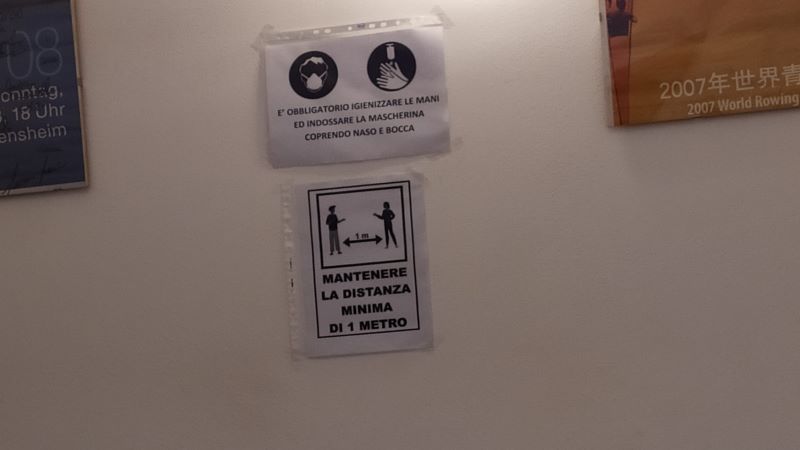 08
onntag,
18 Uhr
ensheim
E' OBBLIGATORIO IGIENIZZARE LE MANI
ED INDOSSARE LA MASCHERINA
COPRENDO NASO E BOCCA
1 m
MANTENERE
LA DISTANZA
MINIMA
DI 1 METRO
2007年世界青
2007 World Rowing